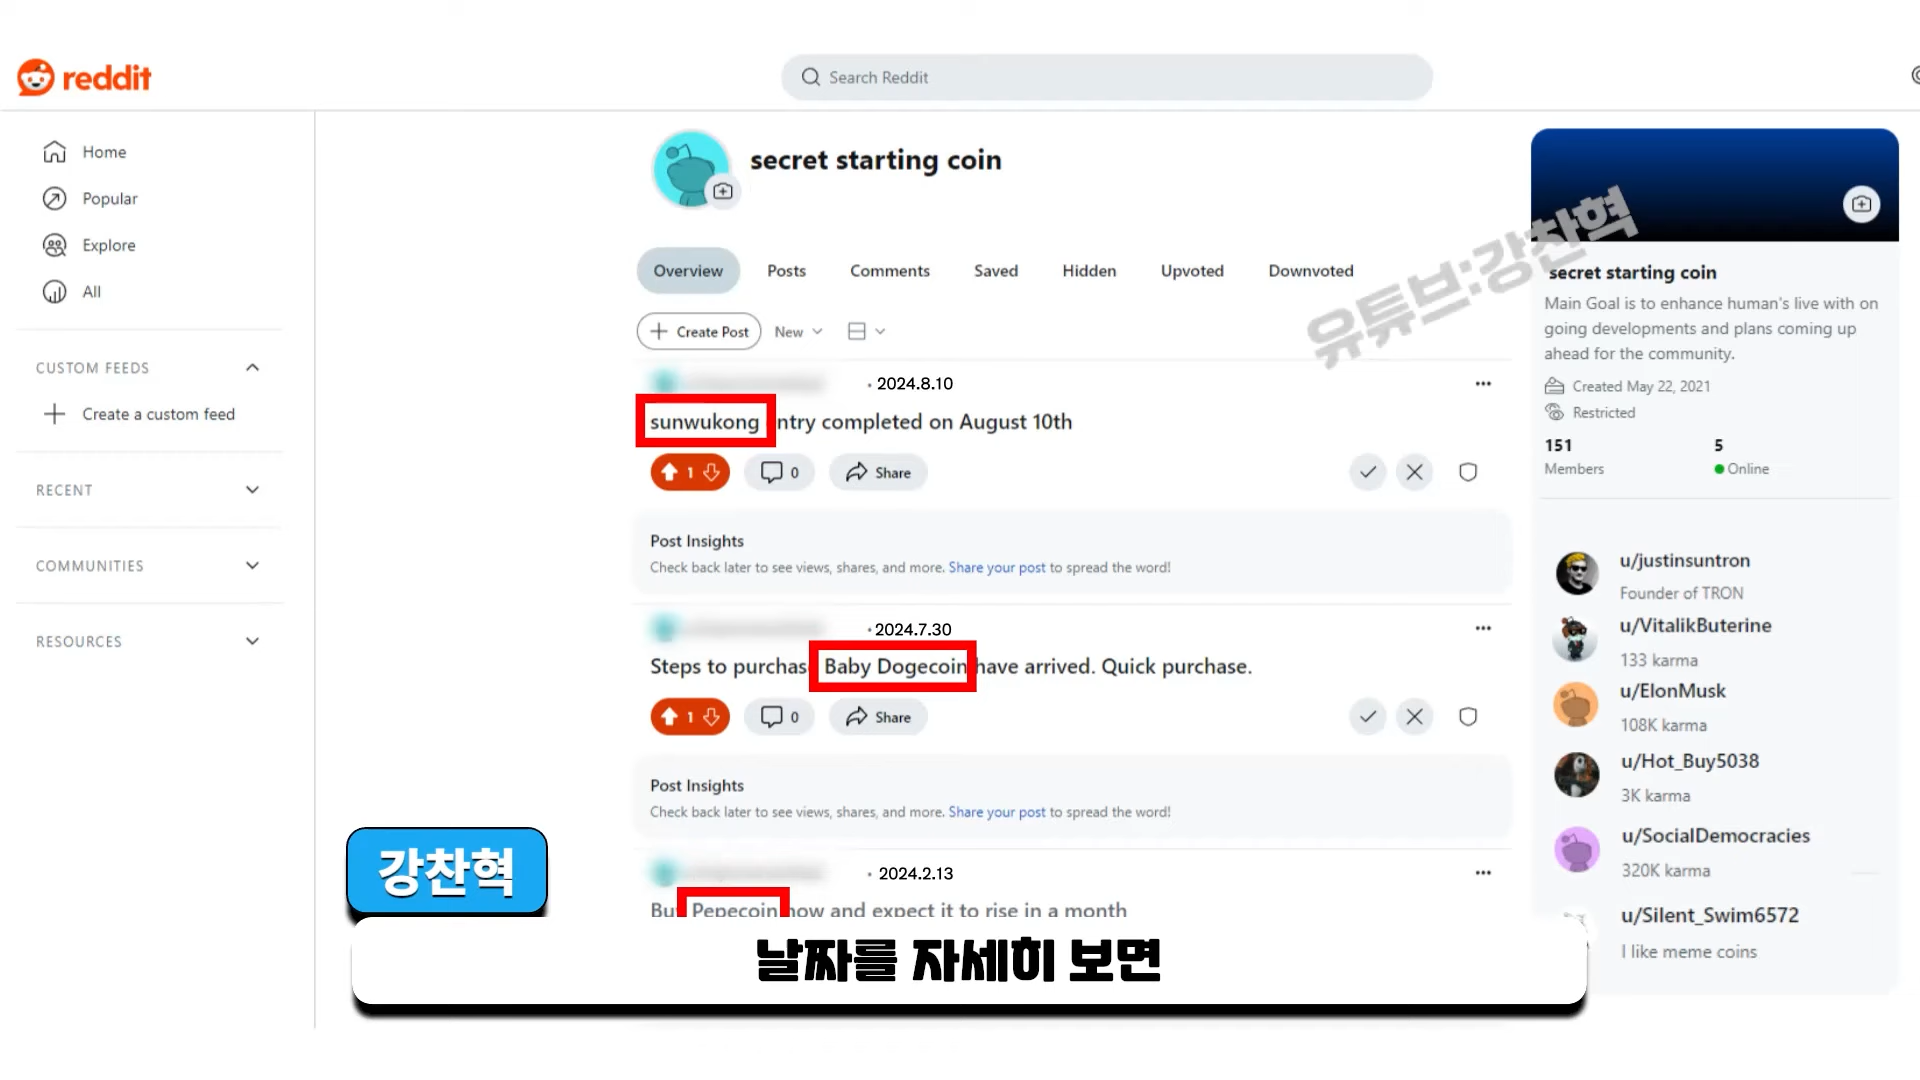 reddit
Search Reddit
Home
Popular
Explore
All
CUSTOM FEEDS
Create a custom feed
RECENT
COMMUNITIES
RESOURCES
secret starting coin
Overview Posts Comments Saved Hidden Upvoted Downvoted
Create Post New
• 2024.8.10
sunwukong ntry completed on August 10th
1 0 Share
Post Insights
Check back later to see views, shares, and more. Share your post to spread the word!
• 2024.7.30
Steps to purchas Baby Dogecoin have arrived. Quick purchase.
1 0 Share
Post Insights
Check back later to see views, shares, and more. Share your post to spread the word!
• 2024.2.13
Bu Pepecoin now and expect it to rise in a month
유튜브:강찬혁
secret starting coin
Main Goal is to enhance human's live with on
going developments and plans coming up
ahead for the community.
Created May 22, 2021
Restricted
151 5
Members Online
u/justinsuntron
Founder of TRON
u/VitalikButerine
133 karma
u/ElonMusk
108K karma
u/Hot_Buy5038
3K karma
u/SocialDemocracies
320K karma
u/Silent_Swim6572
I like meme coins
강찬혁
날짜를 자세히 보면